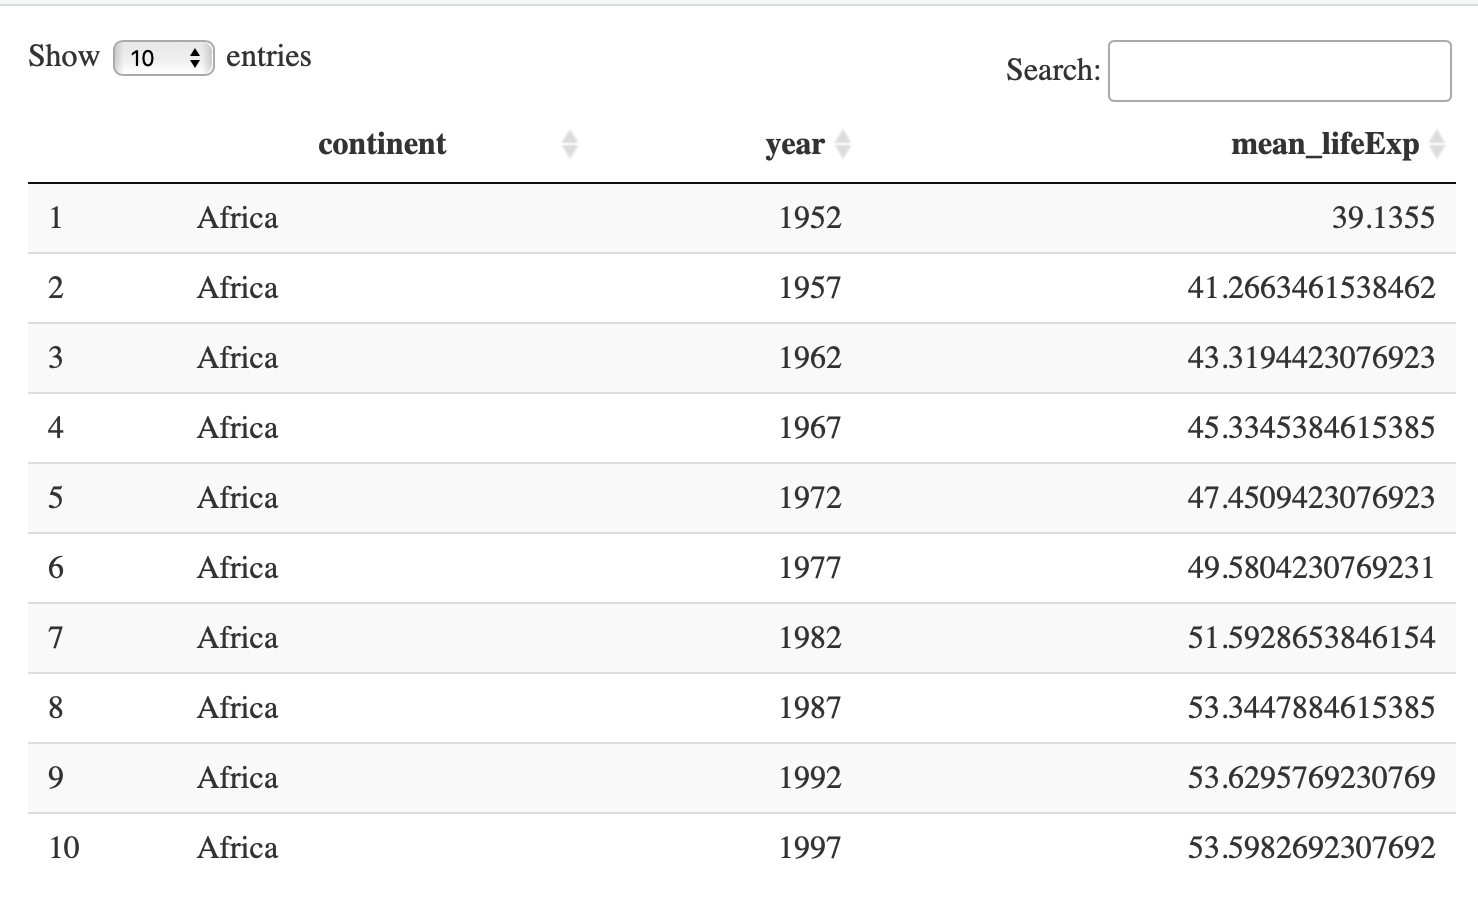 Show 10 entries
Search:
continent year mean_lifeExp
1 Africa 1952 39.1355
2 Africa 1957 41.2663461538462
3 Africa 1962 43.3194423076923
4 Africa 1967 45.3345384615385
5 Africa 1972 47.4509423076923
6 Africa 1977 49.5804230769231
7 Africa 1982 51.5928653846154
8 Africa 1987 53.3447884615385
9 Africa 1992 53.6295769230769
10 Africa 1997 53.5982692307692